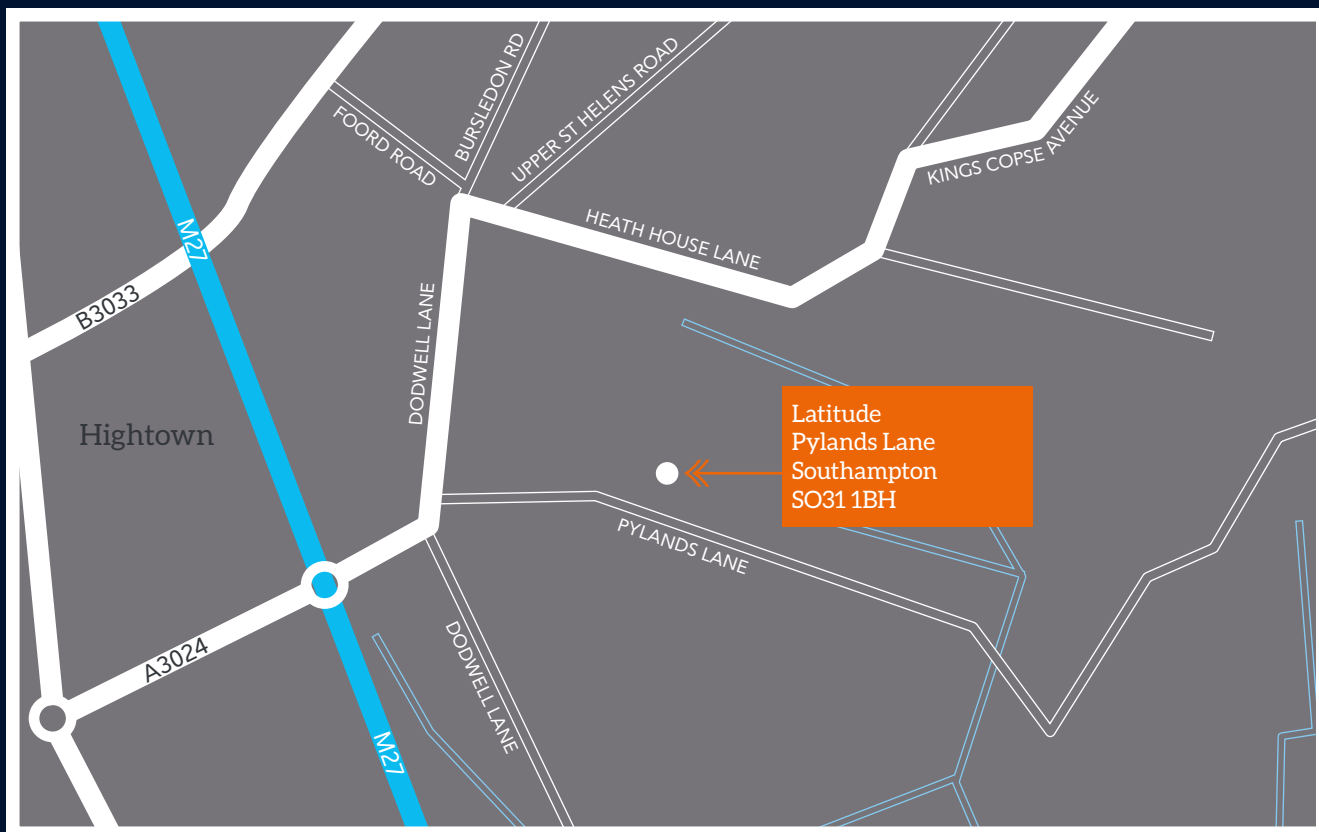 BURSLEDON RD
UPPER ST HELENS ROAD
FOORD ROAD
KINGS COPSE AVENUE
M27
HEATH HOUSE LANE
B3033
DODWELL LANE
Hightown
Latitude
Pylands Lane
Southampton
SO31 1BH
PYLANDS LANE
A3024
DODWELL LANE
M27